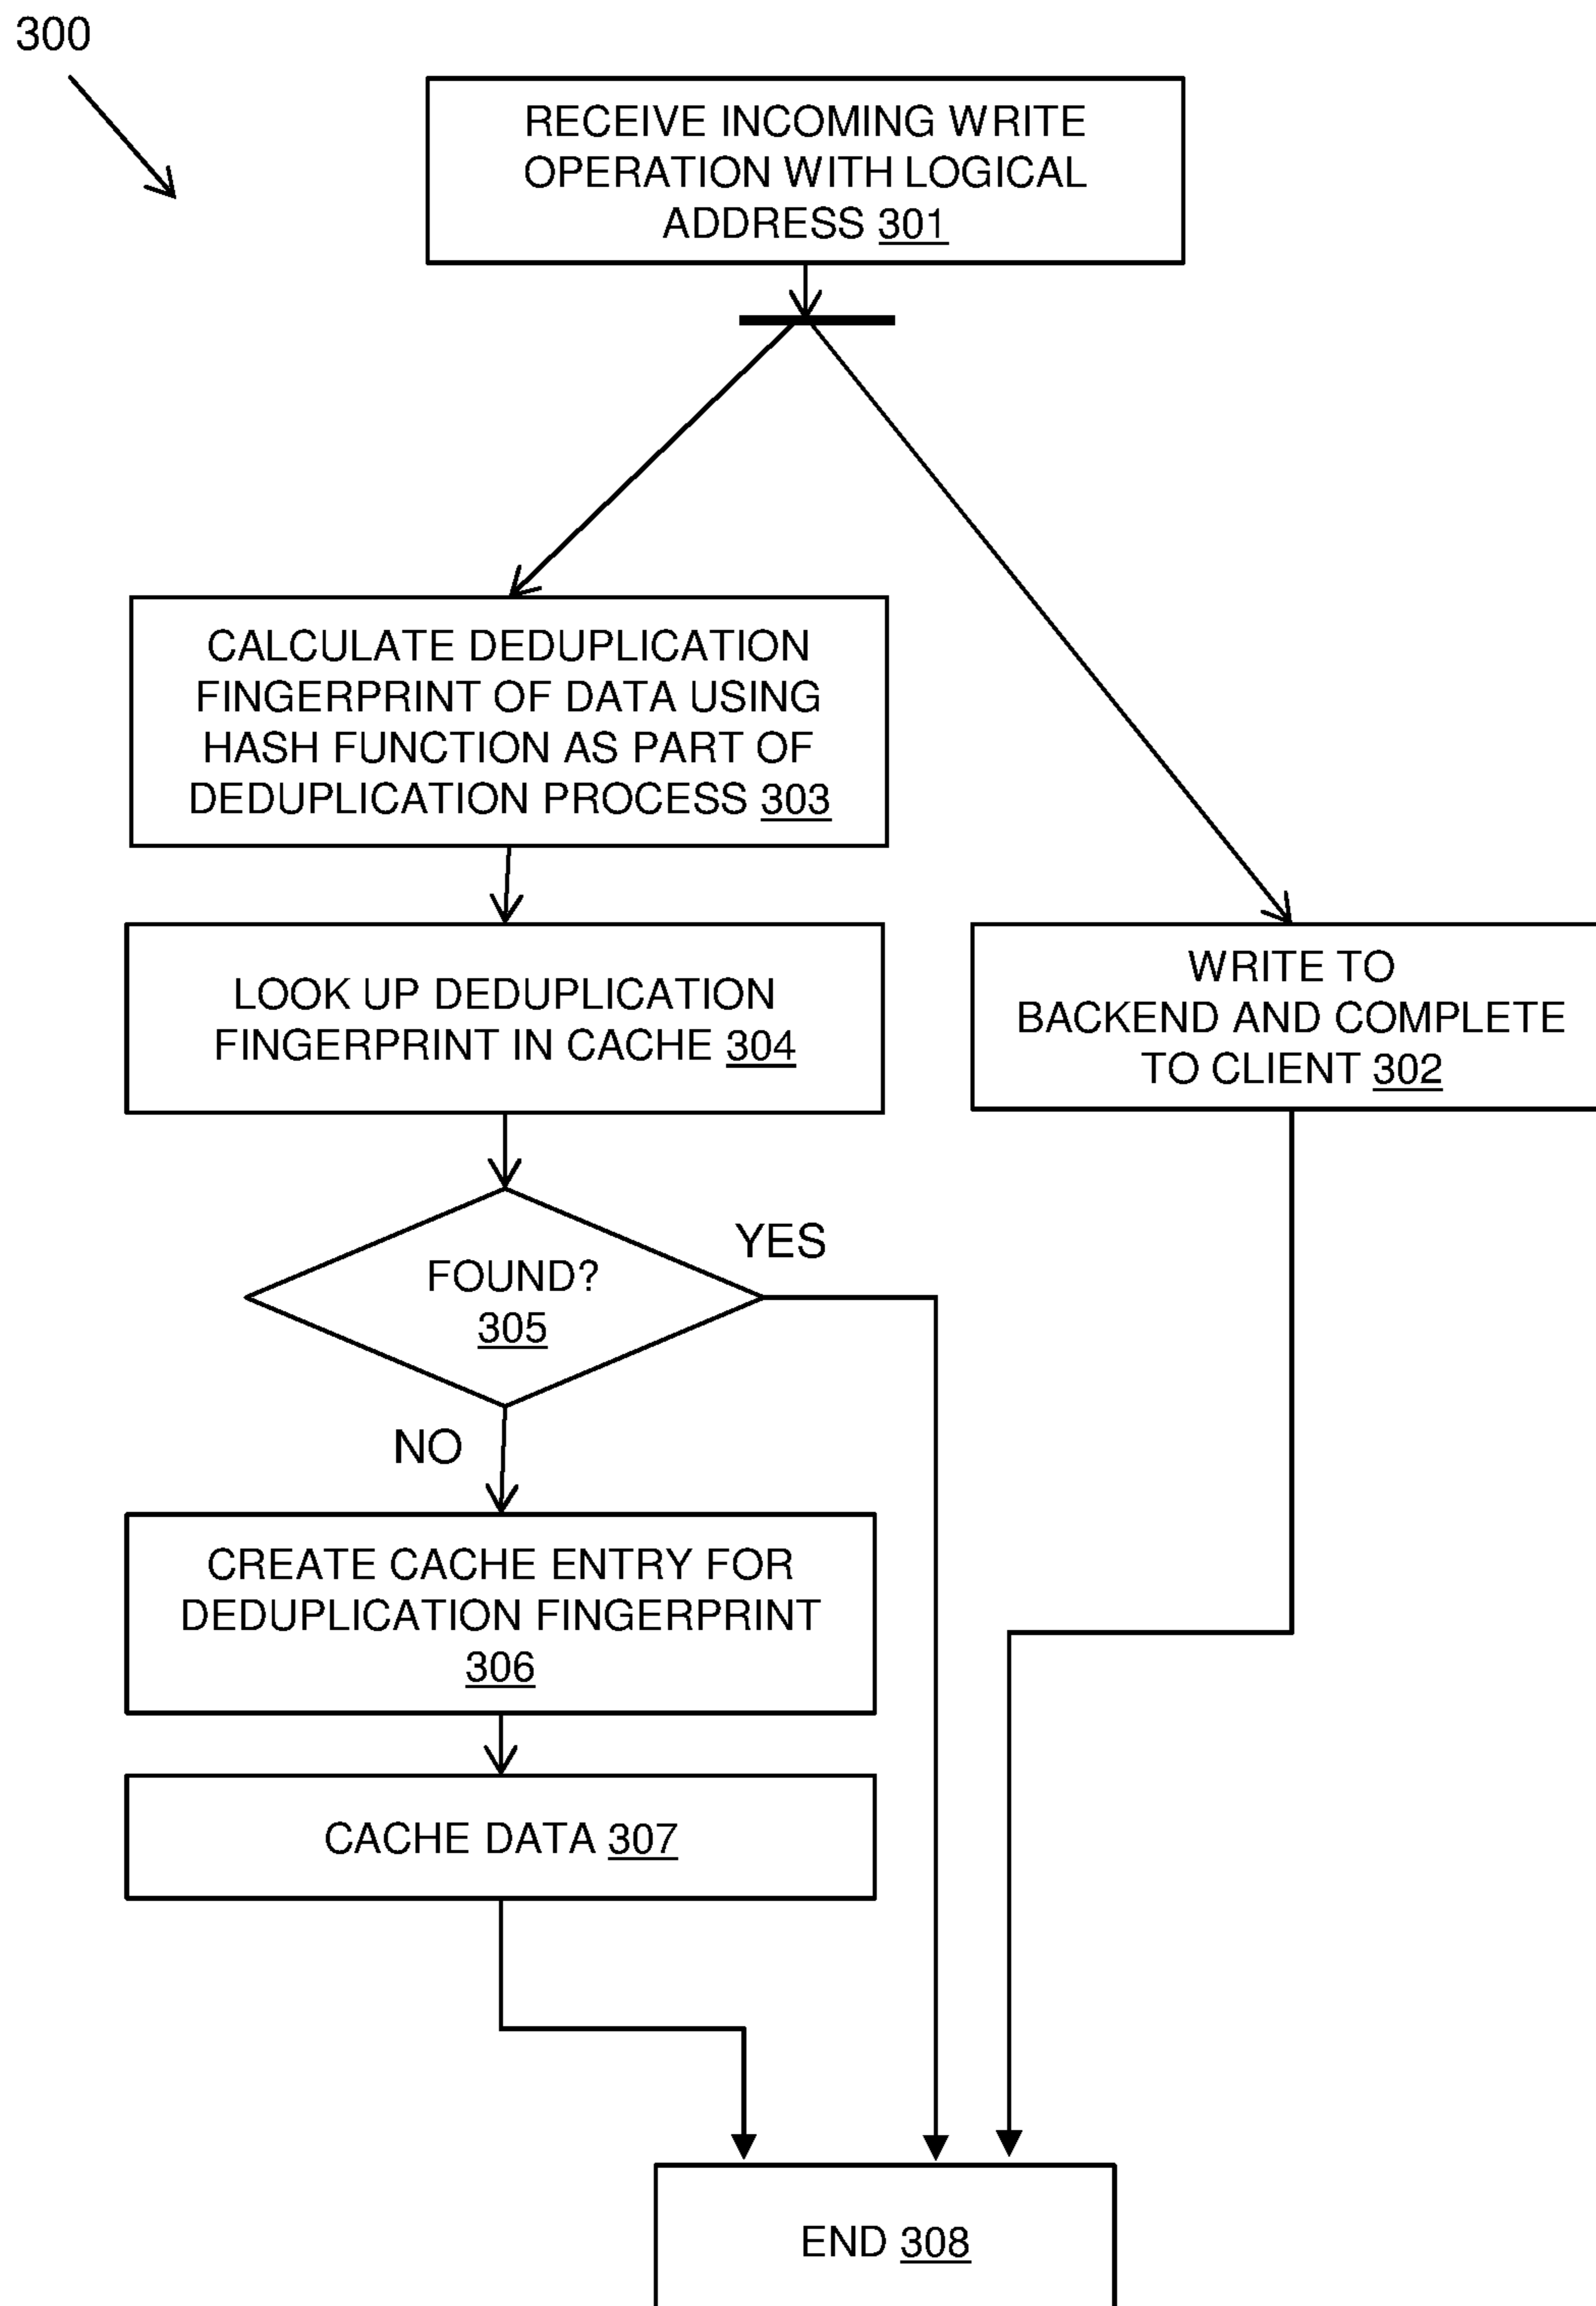 300
RECEIVE INCOMING WRITE
OPERATION WITH LOGICAL
ADDRESS 301
CALCULATE DEDUPLICATION
FINGERPRINT OF DATA USING
HASH FUNCTION AS PART OF
DEDUPLICATION PROCESS 303
LOOK UP DEDUPLICATION
FINGERPRINT IN CACHE 304
WRITE TO
BACKEND AND COMPLETE
TO CLIENT 302
YES
FOUND?
305
NO
CREATE CACHE ENTRY FOR
DEDUPLICATION FINGERPRINT
306
CACHE DATA 307
END 308